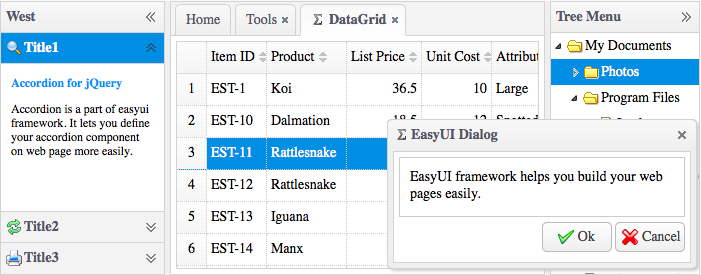 West
Title1
Accordion for jQuery
Accordion is a part of easyui
framework. It lets you define
your accordion component
on web page more easily.
Title2
Title3
Home Tools Σ DataGrid
Item ID Product List Price Unit Cost Attribut
1 EST-1 Koi 36.5 10 Large
2 EST-10 Dalmation 18.5 12 Spotted
3 EST-11 Rattlesnake
4 EST-12 Rattlesnake
5 EST-13 Iguana
6 EST-14 Manx
Σ EasyUI Dialog
EasyUI framework helps you build your web
pages easily.
Ok Cancel
Tree Menu
My Documents
Photos
Program Files